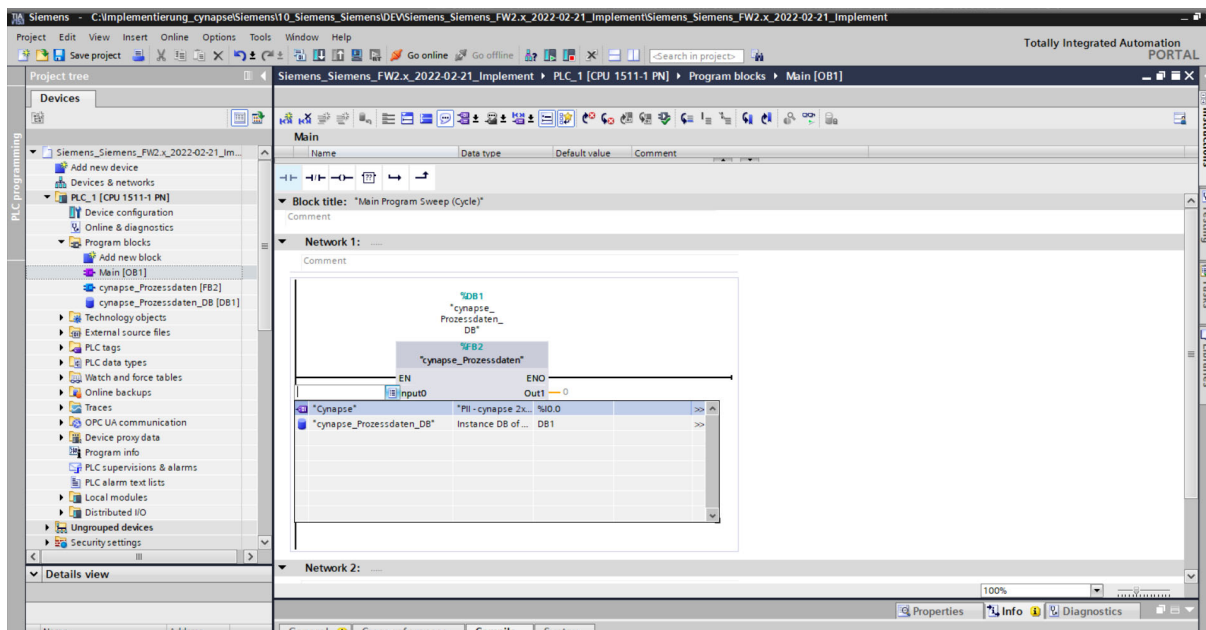 Siemens - C:\Implementierung_cynapse\Siemens\10_Siemens_Siemens\DEV\Siemens_Siemens_FW2.x_2022-02-21_Implement\Siemens_Siemens_FW2.x_2022-02-21_Implement
Project Edit View Insert Online Options Tools Window Help
Totally Integrated Automation
PORTAL
Save project Go online Go offline <Search in project>
Project tree
Siemens_Siemens_FW2.x_2022-02-21_Implement PLC_1 [CPU 1511-1 PN] Program blocks Main [OB1]
Devices
PLC programming
Siemens_Siemens_FW2.x_2022-02-21_Im...
Add new device
Devices & networks
PLC_1 [CPU 1511-1 PN]
Device configuration
Online & diagnostics
Program blocks
Add new block
Main [OB1]
cynapse_Prozessdaten [FB2]
cynapse_Prozessdaten_DB [DB1]
Technology objects
External source files
PLC tags
PLC data types
Watch and force tables
Online backups
Traces
OPC UA communication
Device proxy data
Program info
PLC supervisions & alarms
PLC alarm text lists
Local modules
Distributed I/O
Ungrouped devices
Security settings
Details view
Main
Name Data type Default value Comment
Block title: "Main Program Sweep (Cycle)"
Comment
Network 1: .....
Comment
%DB1
"cynapse_
Prozessdaten_
DB"
%FB2
"cynapse_Prozessdaten"
EN ENO
nput0 Out1 0
"Cynapse" "PII - cynapse 2x... %I0.0 >>
"cynapse_Prozessdaten_DB" Instance DB of ... DB1 >>
Network 2: .....
100%
Properties Info Diagnostics